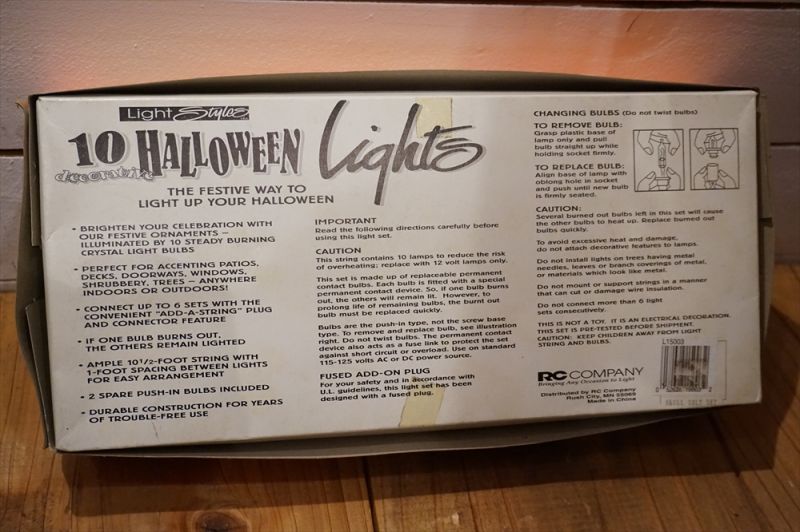 Light Styles
10 HALLOWEEN Lights
decorative
THE FESTIVE WAY TO
LIGHT UP YOUR HALLOWEEN
• BRIGHTEN YOUR CELEBRATION WITH
OUR FESTIVE ORNAMENTS –
ILLUMINATED BY 10 STEADY BURNING
CRYSTAL LIGHT BULBS
• PERFECT FOR ACCENTING PATIOS,
DECKS, DOORWAYS, WINDOWS,
SHRUBBERY, TREES – ANYWHERE
INDOORS OR OUTDOORS!
• CONNECT UP TO 6 SETS WITH THE
CONVENIENT "ADD-A-STRING" PLUG
AND CONNECTOR FEATURE
• IF ONE BULB BURNS OUT,
THE OTHERS REMAIN LIGHTED
• AMPLE 10½-FOOT STRING WITH
1-FOOT SPACING BETWEEN LIGHTS
FOR EASY ARRANGEMENT
• 2 SPARE PUSH-IN BULBS INCLUDED
• DURABLE CONSTRUCTION FOR YEARS
OF TROUBLE-FREE USE
IMPORTANT
Read the following directions carefully before
using this light set.
CAUTION
This string contains 10 lamps to reduce the risk
of overheating; replace with 12 volt lamps only.
This set is made up of replaceable permanent
contact bulbs. Each bulb is fitted with a special
permanent contact device. So, if one bulb burns
out, the others will remain lit. However, to
prolong life of remaining bulbs, the burnt out
bulb must be replaced quickly.
Bulbs are the push-in type, not the screw base
type. To remove and replace bulb, see illustration
right. Do not twist bulbs. The permanent contact
device also acts as a fuse link to protect the set
against short circuit or overload. Use on standard
115-125 volts AC or DC power source.
FUSED ADD-ON PLUG
For your safety and in accordance with
U.L. guidelines, this light set has been
designed with a fused plug.
CHANGING BULBS (Do not twist bulbs)
TO REMOVE BULB:
Grasp plastic base of
lamp only and pull
bulb straight up while
holding socket firmly.
TO REPLACE BULB:
Align base of lamp with
oblong hole in socket
and push until new bulb
is firmly seated.
CAUTION:
Several burned out bulbs left in this set will cause
the other bulbs to heat up. Replace burned out
bulbs quickly.
To avoid excessive heat and damage,
do not attach decorative features to lamps.
Do not install lights on trees having metal
needles, leaves or branch coverings of metal,
or materials which look like metal.
Do not mount or support strings in a manner
that can cut or damage wire insulation.
Do not connect more than 6 light
sets consecutively.
THIS IS NOT A TOY. IT IS AN ELECTRICAL DECORATION.
THIS SET IS PRE-TESTED BEFORE SHIPMENT.
CAUTION: KEEP CHILDREN AWAY FROM LIGHT
STRING AND BULBS.
L15003
RC COMPANY
Bringing Any Occasion to Light
Distributed by RC Company
Rush City, MN 55069
Made in China